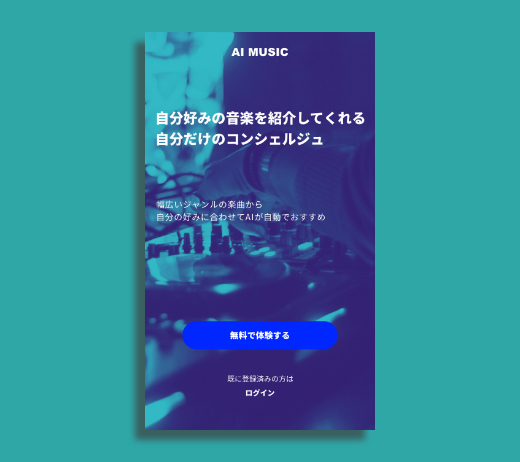 AI MUSIC
自分好みの音楽を紹介してくれる
自分だけのコンシェルジュ
幅広いジャンルの楽曲から
自分の好みに合わせてAIが自動でおすすめ
無料で体験する
既に登録済みの方は
ログイン